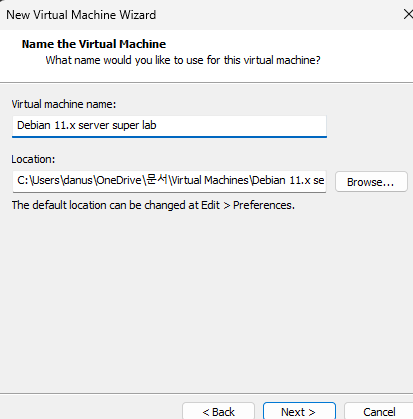 New Virtual Machine Wizard
Name the Virtual Machine
What name would you like to use for this virtual machine?
Virtual machine name:
Debian 11.x server super lab
Location:
C:\Users\danus\OneDrive\문서\Virtual Machines\Debian 11.x se
Browse...
The default location can be changed at Edit > Preferences.
< Back
Next >
Cancel